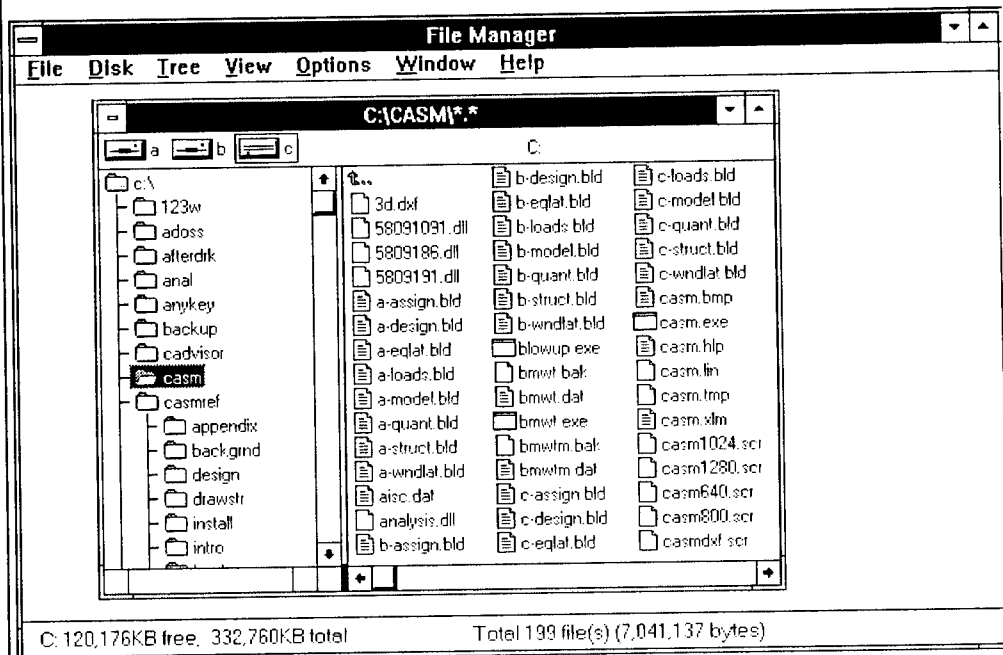 File Manager
File Disk Tree View Options Window Help
C:\CASM\*.*
a b c C:
c:\
123w
adoss
afterdrk
anal
anykey
backup
cadvisor
casm
casmref
appendix
backgrnd
design
drawstr
install
intro
..
3d.dxf
58091091.dll
5809186.dll
5809191.dll
a-assign.bld
a-design.bld
a-eqlat.bld
a-loads.bld
a-model.bld
a-quant.bld
a-struct.bld
a-wndlat.bld
aisc.dat
analysis.dll
b-assign.bld
b-design.bld
b-eqlat.bld
b-loads.bld
b-model.bld
b-quant.bld
b-struct.bld
b-wndlat.bld
blowup.exe
bmwt.bak
bmwt.dat
bmwt.exe
bmwtm.bak
bmwtm.dat
c-assign.bld
c-design.bld
c-eqlat.bld
c-loads.bld
c-model.bld
c-quant.bld
c-struct.bld
c-wndlat.bld
casm.bmp
casm.exe
casm.hlp
casm.lin
casm.tmp
casm.xlm
casm1024.scr
casm1280.scr
casm640.scr
casm800.scr
casmdxf.scr
C: 120,176KB free, 332,760KB total Total 199 file(s) (7,041,137 bytes)